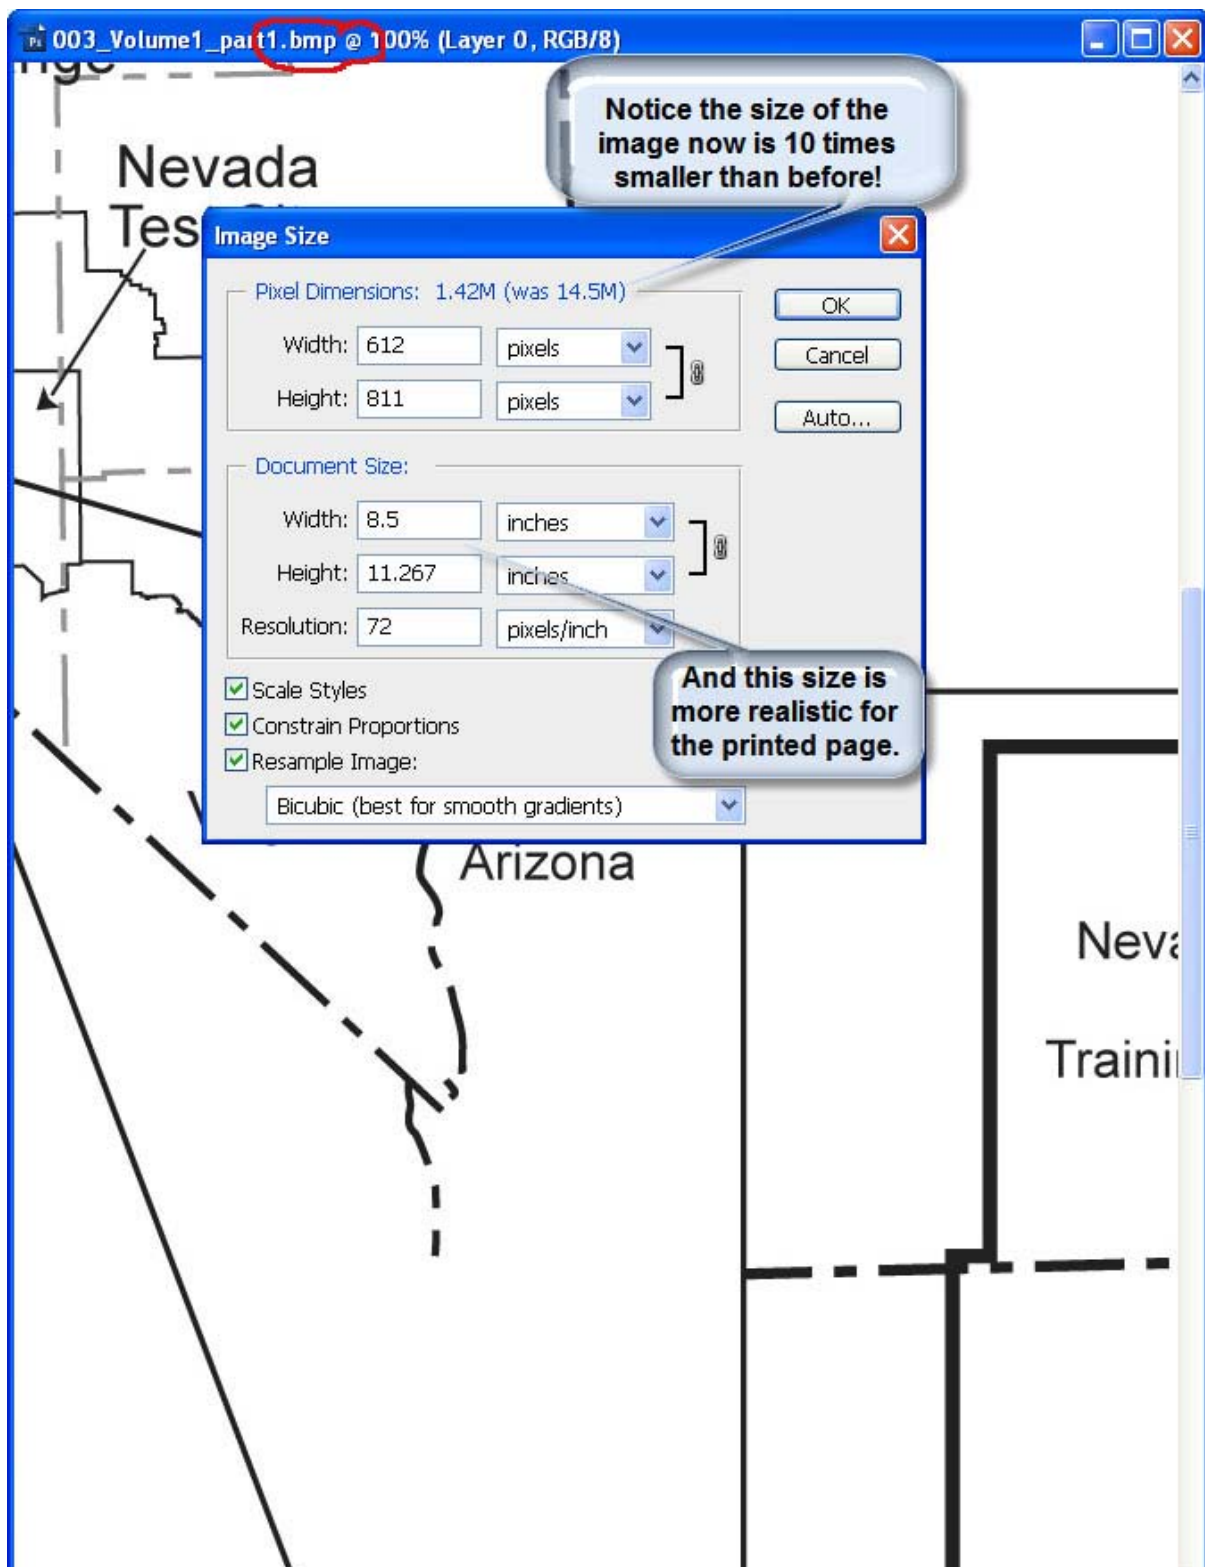 003_Volume1_part1.bmp @ 100% (Layer 0, RGB/8)
Notice the size of the
image now is 10 times
smaller than before!
Nevada
Image Size
Pixel Dimensions: 1.42M (was 14.5M)
Width: 612 pixels
Height: 811 pixels
OK
Cancel
Auto...
Document Size:
Width: 8.5 inches
Height: 11.267 inches
Resolution: 72 pixels/inch
And this size is
more realistic for
the printed page.
Scale Styles
Constrain Proportions
Resample Image:
Bicubic (best for smooth gradients)
Arizona